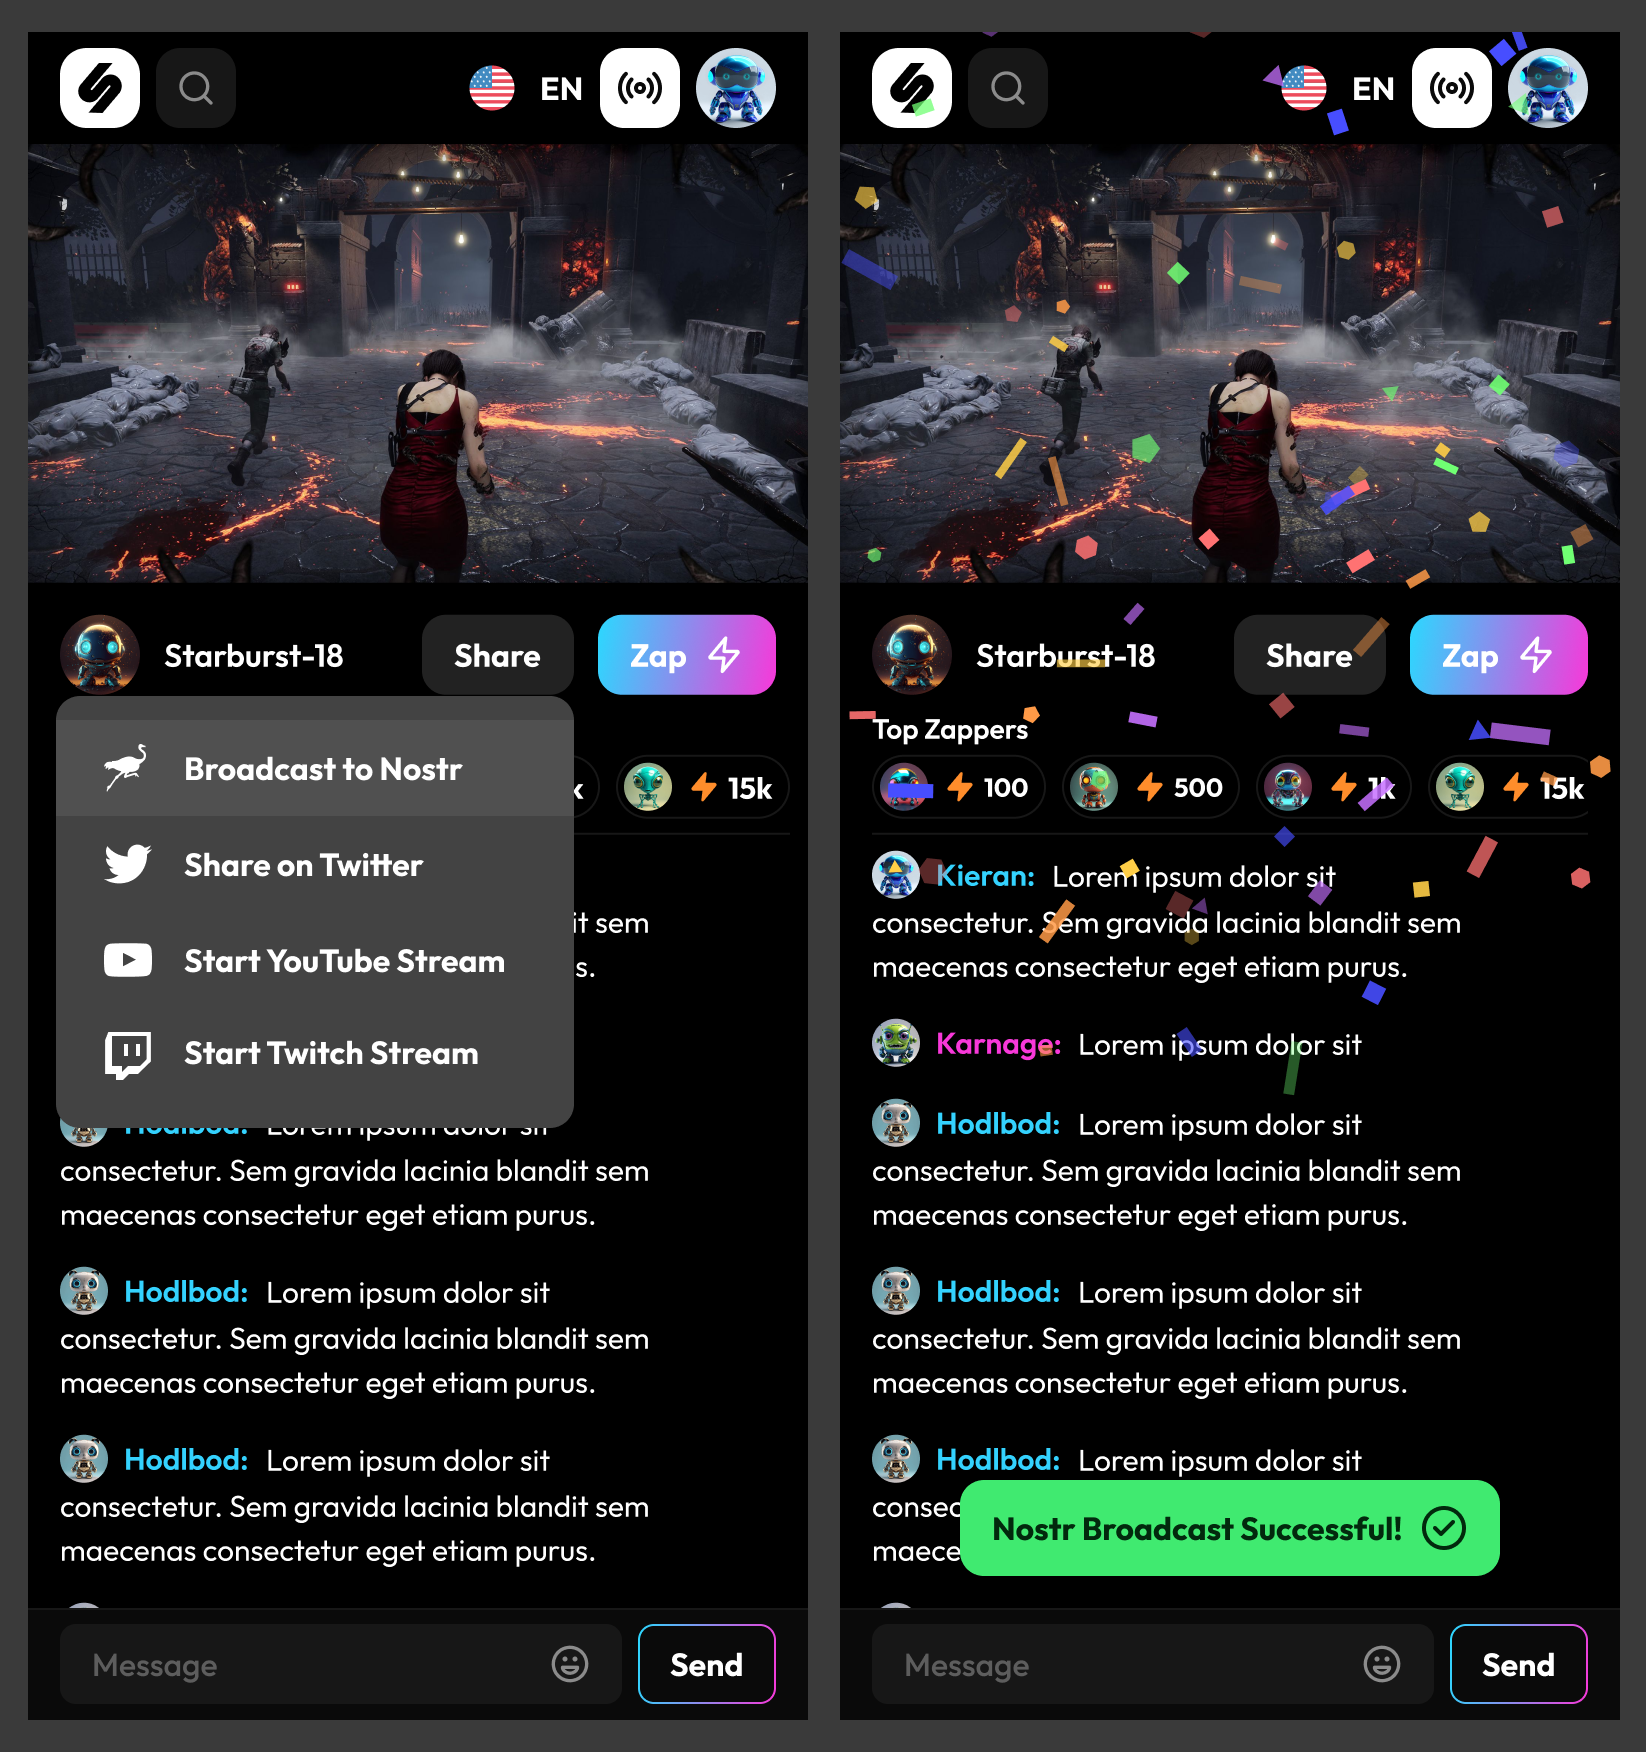 EN
Starburst-18
Share
Zap
Broadcast to Nostr
Share on Twitter
Start YouTube Stream
Start Twitch Stream
k
15k
it sem
s.
Hodlbod: Lorem ipsum dolor sit
consectetur. Sem gravida lacinia blandit sem
maecenas consectetur eget etiam purus.
Hodlbod: Lorem ipsum dolor sit
consectetur. Sem gravida lacinia blandit sem
maecenas consectetur eget etiam purus.
Hodlbod: Lorem ipsum dolor sit
consectetur. Sem gravida lacinia blandit sem
maecenas consectetur eget etiam purus.
Message
Send
EN
Starburst-18
Share
Zap
Top Zappers
100
500
1k
15k
Kieran: Lorem ipsum dolor sit
consectetur. Sem gravida lacinia blandit sem
maecenas consectetur eget etiam purus.
Karnage: Lorem ipsum dolor sit
Hodlbod: Lorem ipsum dolor sit
consectetur. Sem gravida lacinia blandit sem
maecenas consectetur eget etiam purus.
Hodlbod: Lorem ipsum dolor sit
consectetur. Sem gravida lacinia blandit sem
maecenas consectetur eget etiam purus.
Hodlbod: Lorem ipsum dolor sit
consec
maece
Nostr Broadcast Successful!
Message
Send